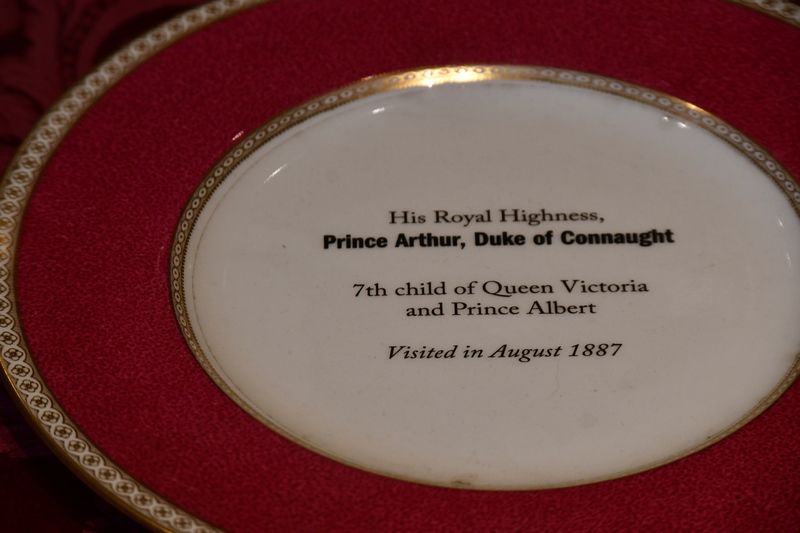 His Royal Highness,
Prince Arthur, Duke of Connaught
7th child of Queen Victoria
and Prince Albert
Visited in August 1887